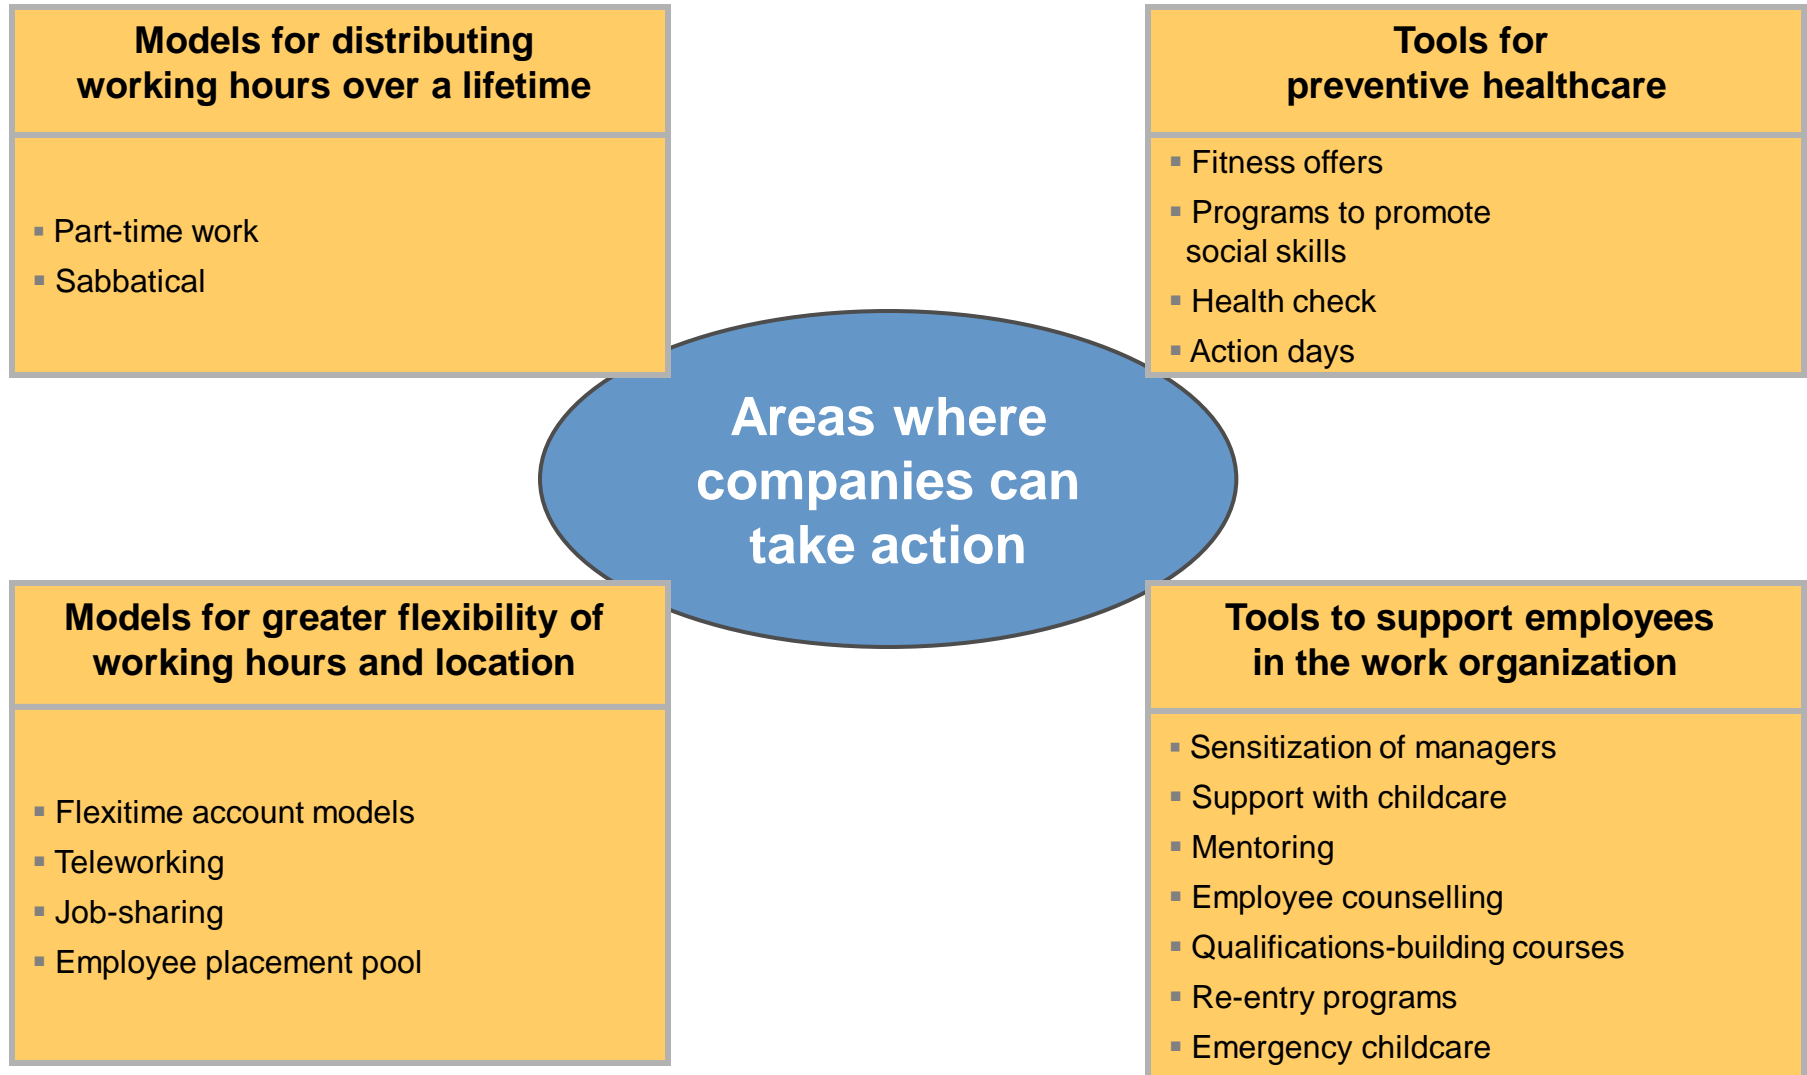 Models for distributing
working hours over a lifetime
▪ Part-time work
▪ Sabbatical
Tools for
preventive healthcare
▪ Fitness offers
▪ Programs to promote
social skills
▪ Health check
▪ Action days
Areas where
companies can
take action
Models for greater flexibility of
working hours and location
▪ Flexitime account models
▪ Teleworking
▪ Job-sharing
▪ Employee placement pool
Tools to support employees
in the work organization
▪ Sensitization of managers
▪ Support with childcare
▪ Mentoring
▪ Employee counselling
▪ Qualifications-building courses
▪ Re-entry programs
▪ Emergency childcare